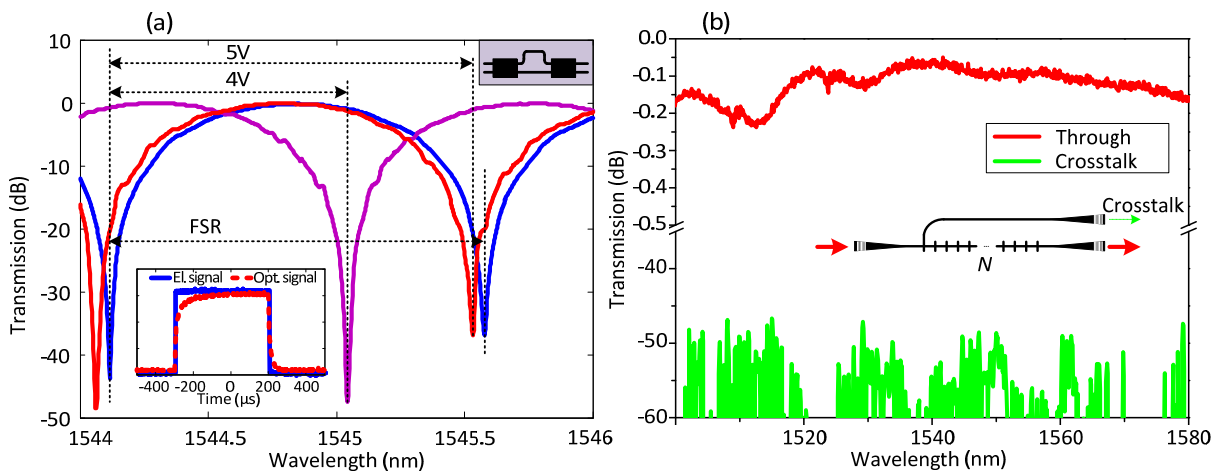 (a)
10
0
-10
-20
-30
-40
-50
Transmission (dB)
5V
4V
FSR
El. signal Opt. signal
-400 -200 0 200 400
Time (μs)
1544 1544.5 1545 1545.5 1546
Wavelength (nm)
(b)
0.0
-0.1
-0.2
-0.3
-0.4
-0.5
-40
-50
-60
Transmission (dB)
Through
Crosstalk
Crosstalk
N
1520 1540 1560 1580
Wavelength (nm)